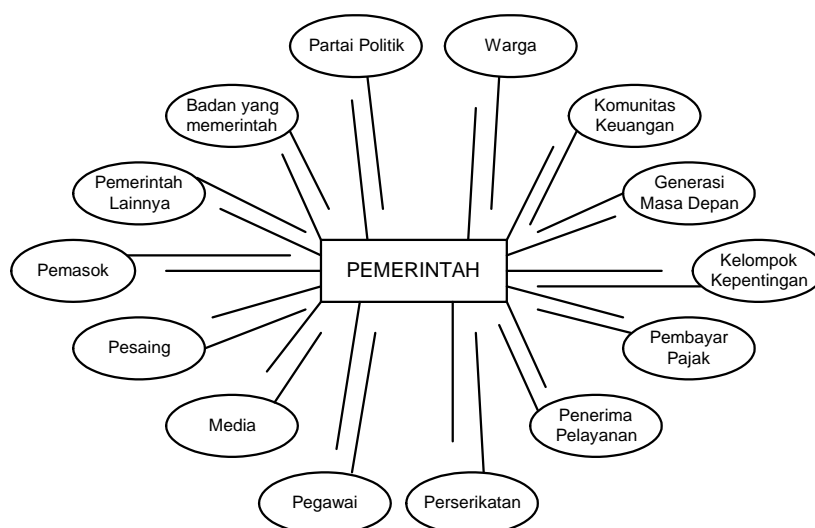 Partai Politik
Warga
Badan yang
memerintah
Komunitas
Keuangan
Pemerintah
Lainnya
Generasi
Masa Depan
Pemasok
PEMERINTAH
Kelompok
Kepentingan
Pesaing
Pembayar
Pajak
Media
Penerima
Pelayanan
Pegawai
Perserikatan